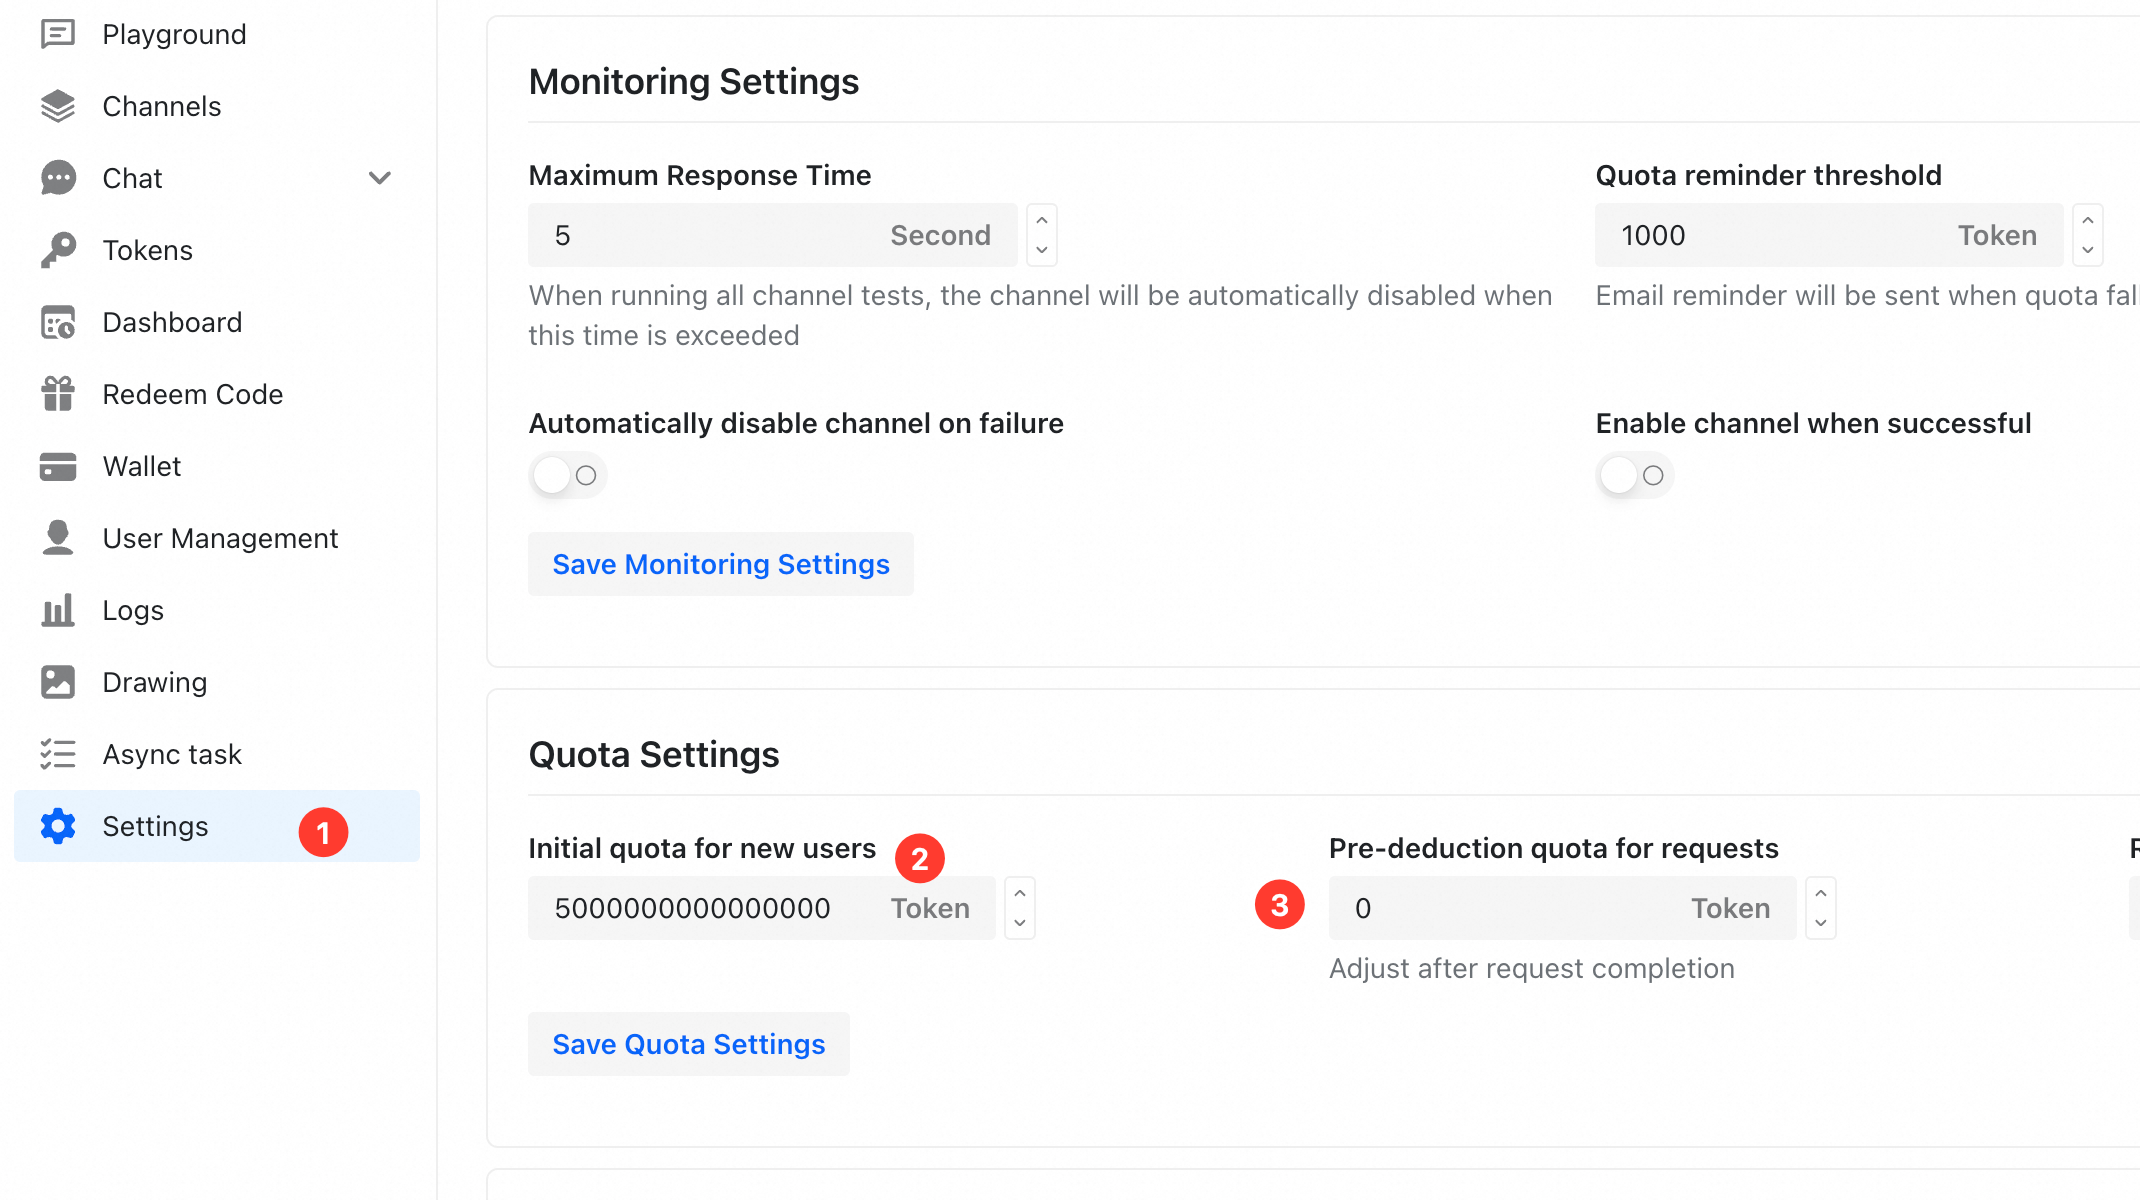 Playground
Channels
Chat
Tokens
Dashboard
Redeem Code
Wallet
User Management
Logs
Drawing
Async task
Settings
1
Monitoring Settings
Maximum Response Time
5 Second
When running all channel tests, the channel will be automatically disabled when
this time is exceeded
Quota reminder threshold
1000 Token
Email reminder will be sent when quota
Automatically disable channel on failure
Enable channel when successful
Save Monitoring Settings
Quota Settings
Initial quota for new users
2
5000000000000000 Token
3
Pre-deduction quota for requests
0 Token
Adjust after request completion
Save Quota Settings